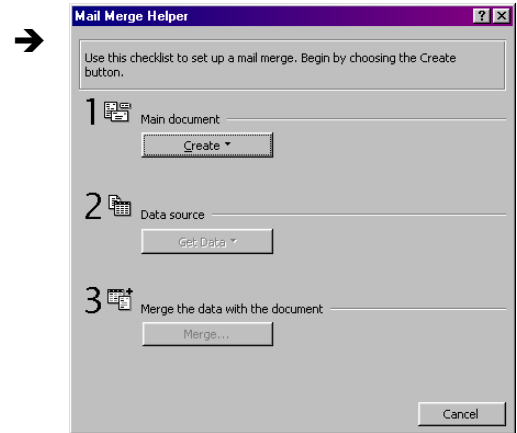 Mail Merge Helper
Use this checklist to set up a mail merge. Begin by choosing the Create
button.
1 Main document
Create
2 Data source
Get Data
3 Merge the data with the document
Merge...
Cancel